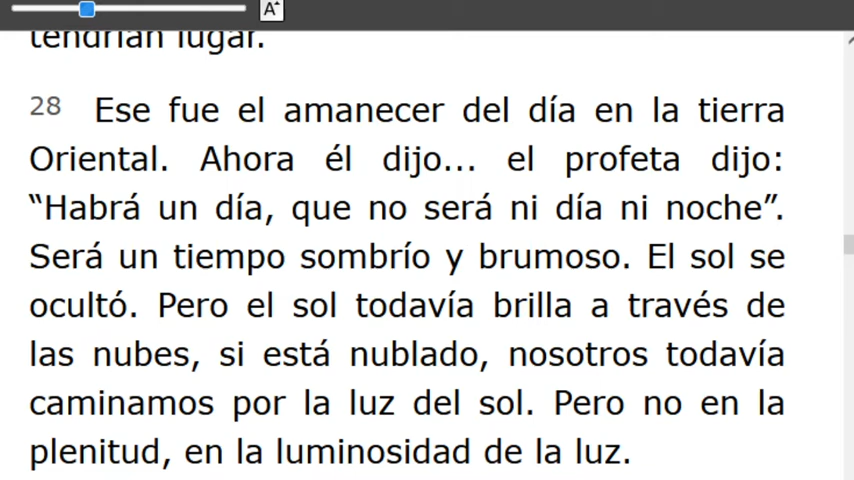 A
tendrían lugar.
28 Ese fue el amanecer del día en la tierra
Oriental. Ahora él dijo... el profeta dijo:
“Habrá un día, que no será ni día ni noche”.
Será un tiempo sombrío y brumoso. El sol se
ocultó. Pero el sol todavía brilla a través de
las nubes, si está nublado, nosotros todavía
caminamos por la luz del sol. Pero no en la
plenitud, en la luminosidad de la luz.